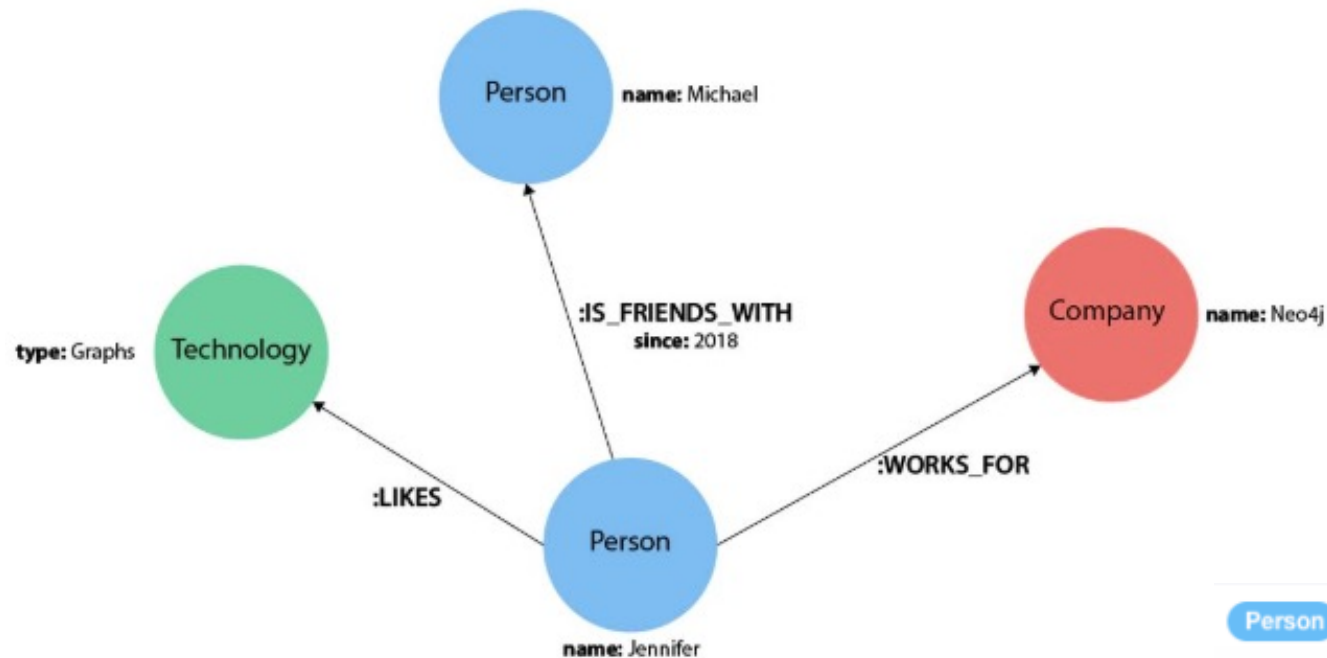 Person
name: Michael
Company
name: Neo4j
:IS_FRIENDS_WITH
since: 2018
type: Graphs
Technology
:WORKS_FOR
:LIKES
Person
name: Jennifer
Person